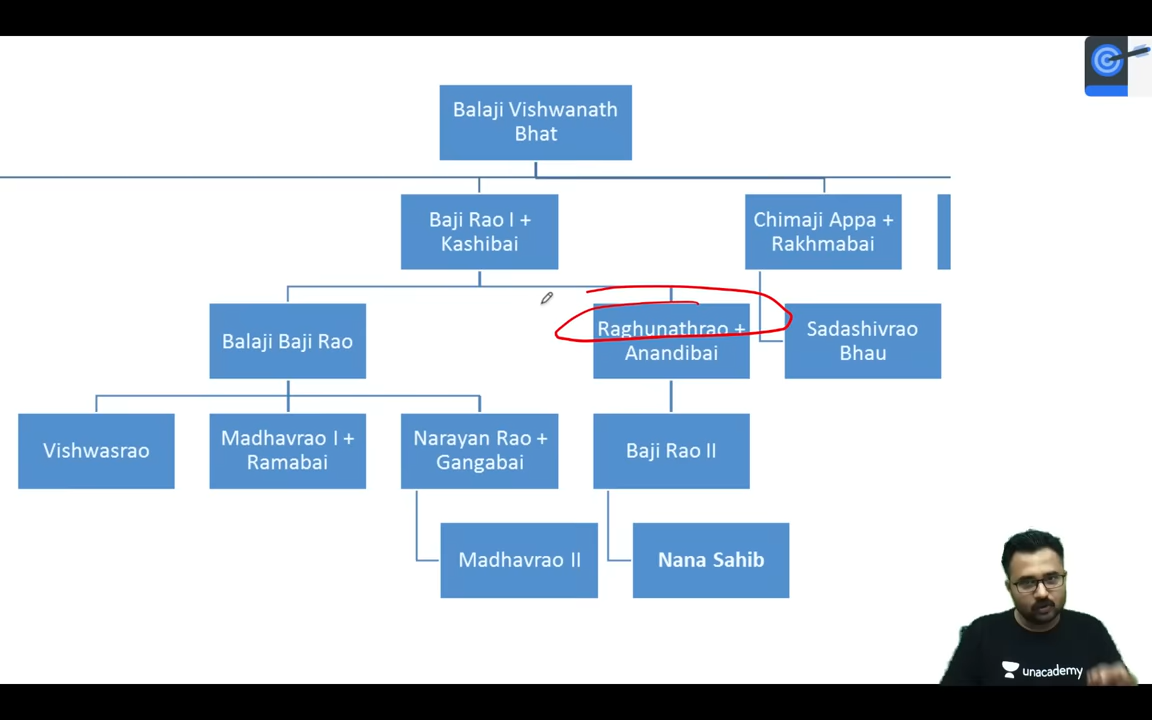 Balaji Vishwanath
Bhat
Baji Rao I +
Kashibai
Chimaji Appa +
Rakhmabai
Balaji Baji Rao
Raghunathrao +
Anandibai
Sadashivrao
Bhau
Vishwasrao
Madhavrao I +
Ramabai
Narayan Rao +
Gangabai
Baji Rao II
Madhavrao II
Nana Sahib
unacademy